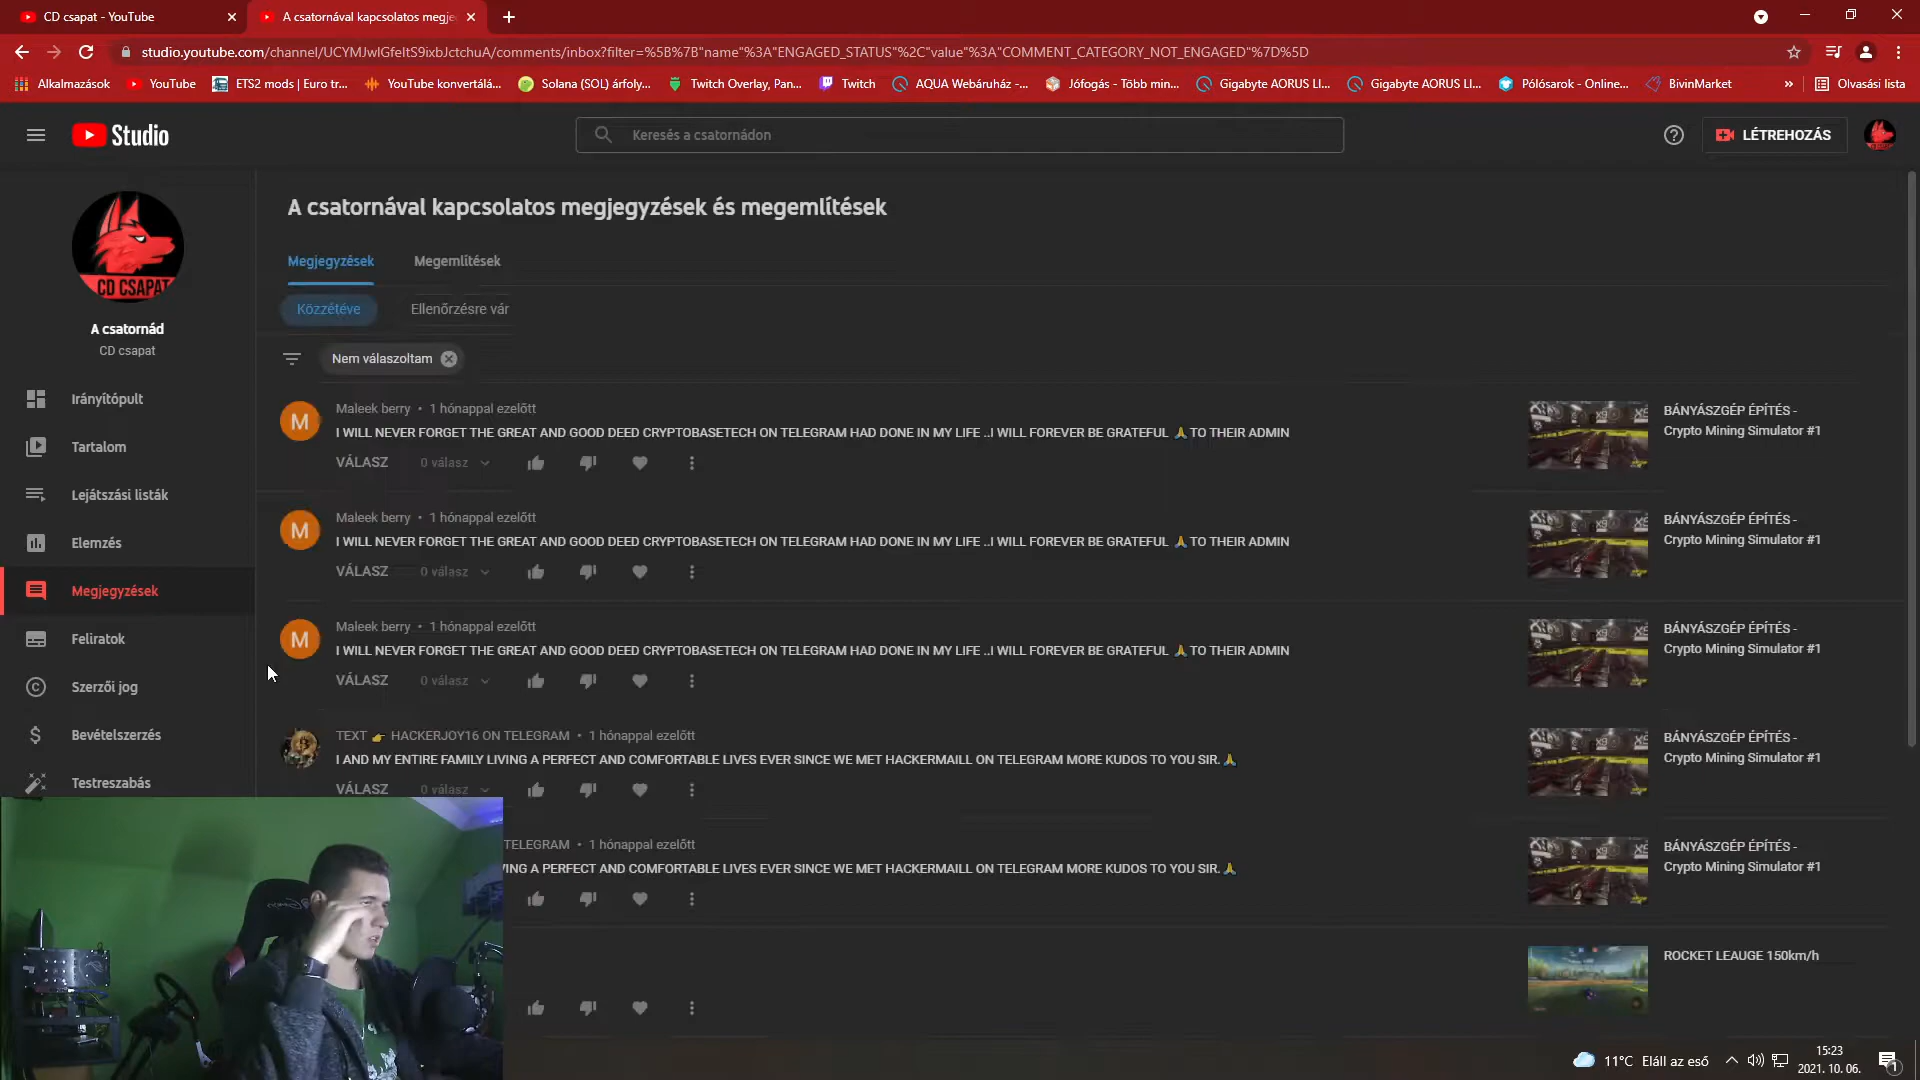 CD csapat - YouTube
A csatornával kapcsolatos megje
studio.youtube.com/channel/UCYMJwIGfeItS9ixbJctchuA/comments/inbox?filter=%5B%7B"name"%3A"ENGAGED_STATUS"%2C"value"%3A"COMMENT_CATEGORY_NOT_ENGAGED"%7D%5D
Alkalmazások YouTube ETS2 mods | Euro tr... YouTube konvertálá... Solana (SOL) árfoly... Twitch Overlay, Pan... Twitch AQUA Webáruház -... Jófogás - Több min... Gigabyte AORUS LI... Gigabyte AORUS LI... Pólósarok - Online... BivinMarket » Olvasási lista
Studio
Keresés a csatornádon
LÉTREHOZÁS
CD CSAPAT
A csatornád
CD csapat
Irányítópult
Tartalom
Lejátszási listák
Elemzés
Megjegyzések
Feliratok
Szerzői jog
Bevételszerzés
Testreszabás
A csatornával kapcsolatos megjegyzések és megemlítések
Megjegyzések Megemlítések
Közzétéve Ellenőrzésre vár
Nem válaszoltam
M
Maleek berry • 1 hónappal ezelőtt
I WILL NEVER FORGET THE GREAT AND GOOD DEED CRYPTOBASETECH ON TELEGRAM HAD DONE IN MY LIFE ..I WILL FOREVER BE GRATEFUL 🙏TO THEIR ADMIN
VÁLASZ 0 válasz
BÁNYÁSZGÉP ÉPÍTÉS -
Crypto Mining Simulator #1
M
Maleek berry • 1 hónappal ezelőtt
I WILL NEVER FORGET THE GREAT AND GOOD DEED CRYPTOBASETECH ON TELEGRAM HAD DONE IN MY LIFE ..I WILL FOREVER BE GRATEFUL 🙏TO THEIR ADMIN
VÁLASZ 0 válasz
BÁNYÁSZGÉP ÉPÍTÉS -
Crypto Mining Simulator #1
M
Maleek berry • 1 hónappal ezelőtt
I WILL NEVER FORGET THE GREAT AND GOOD DEED CRYPTOBASETECH ON TELEGRAM HAD DONE IN MY LIFE ..I WILL FOREVER BE GRATEFUL 🙏TO THEIR ADMIN
VÁLASZ 0 válasz
BÁNYÁSZGÉP ÉPÍTÉS -
Crypto Mining Simulator #1
TEXT 👉 HACKERJOY16 ON TELEGRAM • 1 hónappal ezelőtt
I AND MY ENTIRE FAMILY LIVING A PERFECT AND COMFORTABLE LIVES EVER SINCE WE MET HACKERMAILL ON TELEGRAM MORE KUDOS TO YOU SIR.🙏
VÁLASZ 0 válasz
BÁNYÁSZGÉP ÉPÍTÉS -
Crypto Mining Simulator #1
TELEGRAM • 1 hónappal ezelőtt
ING A PERFECT AND COMFORTABLE LIVES EVER SINCE WE MET HACKERMAILL ON TELEGRAM MORE KUDOS TO YOU SIR.🙏
BÁNYÁSZGÉP ÉPÍTÉS -
Crypto Mining Simulator #1
ROCKET LEAUGE 150km/h
11°C Eláll az eső
15:23
2021. 10. 06.
1